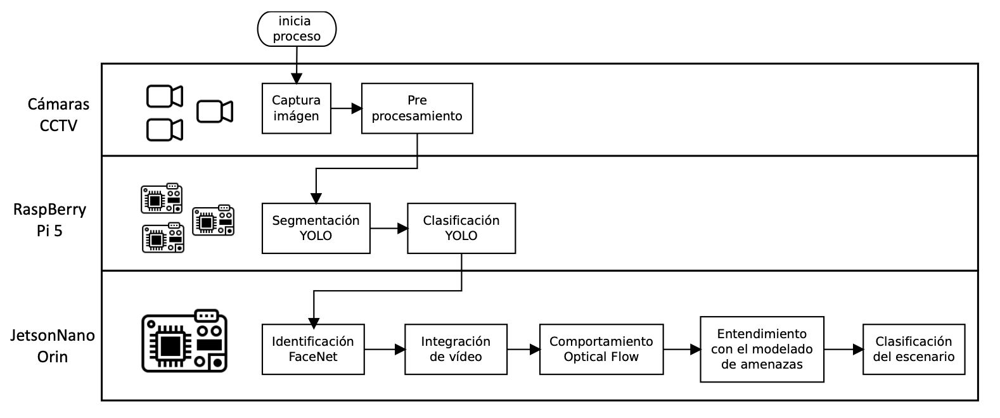 inicia
proceso
Cámaras
CCTV
Captura
imágen
Pre
procesamiento
RaspBerry
Pi 5
Segmentación
YOLO
Clasificación
YOLO
JetsonNano
Orin
Identificación
FaceNet
Integración
de vídeo
Comportamiento
Optical Flow
Entendimiento
con el modelado
de amenazas
Clasificación
del escenario